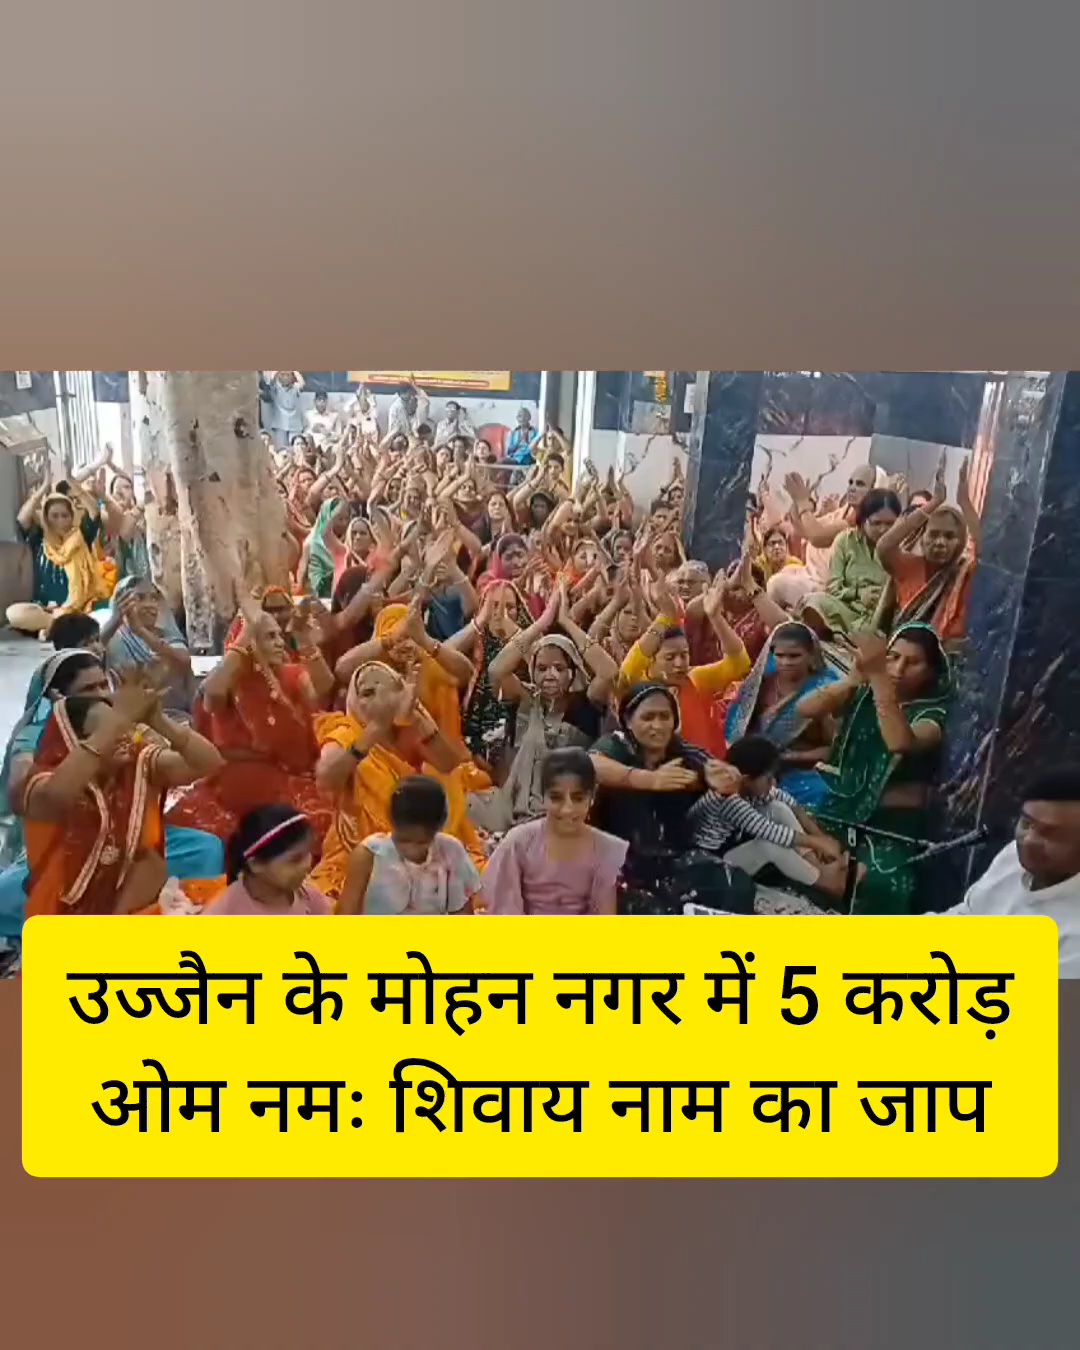 उज्जैन के मोहन नगर में 5 करोड़
ओम नमः शिवाय नाम का जाप